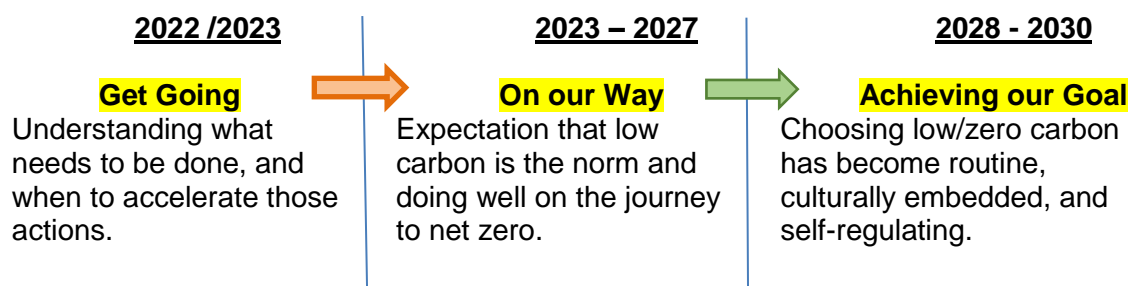 2022 /2023
Get Going
Understanding what
needs to be done, and
when to accelerate those
actions.
2023 – 2027
On our Way
Expectation that low
carbon is the norm and
doing well on the journey
to net zero.
2028 - 2030
Achieving our Goal
Choosing low/zero carbon
has become routine,
culturally embedded, and
self-regulating.